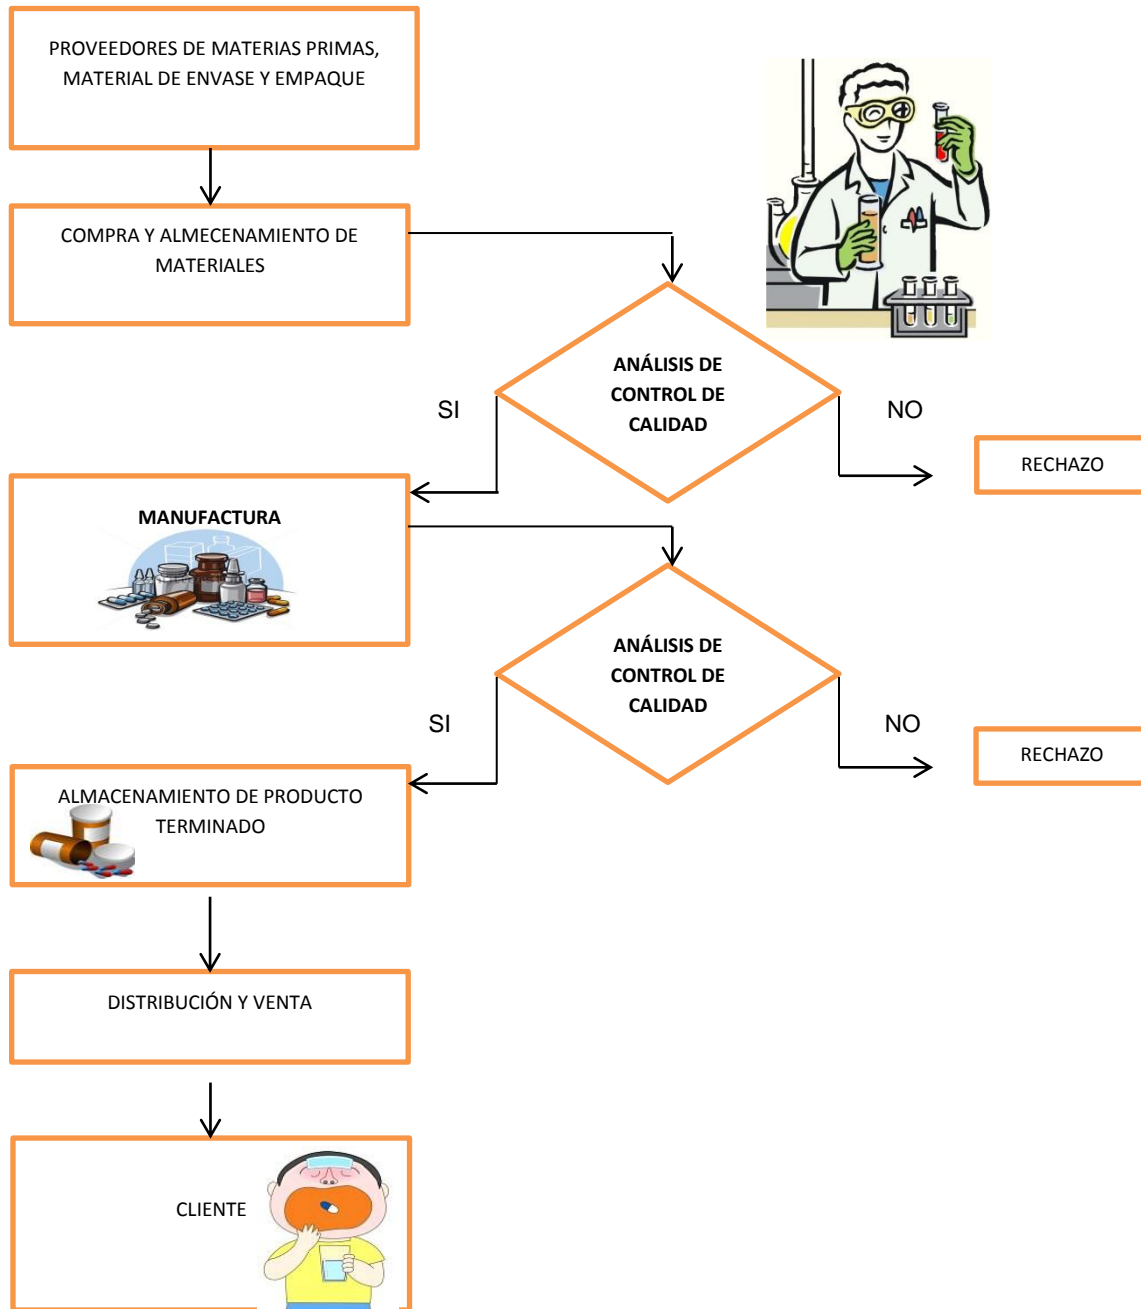 PROVEEDORES DE MATERIAS PRIMAS,
MATERIAL DE ENVASE Y EMPAQUE
COMPRA Y ALMECENAMIENTO DE
MATERIALES
ANÁLISIS DE
CONTROL DE
CALIDAD
SI
NO
RECHAZO
MANUFACTURA
ANÁLISIS DE
CONTROL DE
CALIDAD
SI
NO
RECHAZO
ALMACENAMIENTO DE PRODUCTO
TERMINADO
DISTRIBUCIÓN Y VENTA
CLIENTE